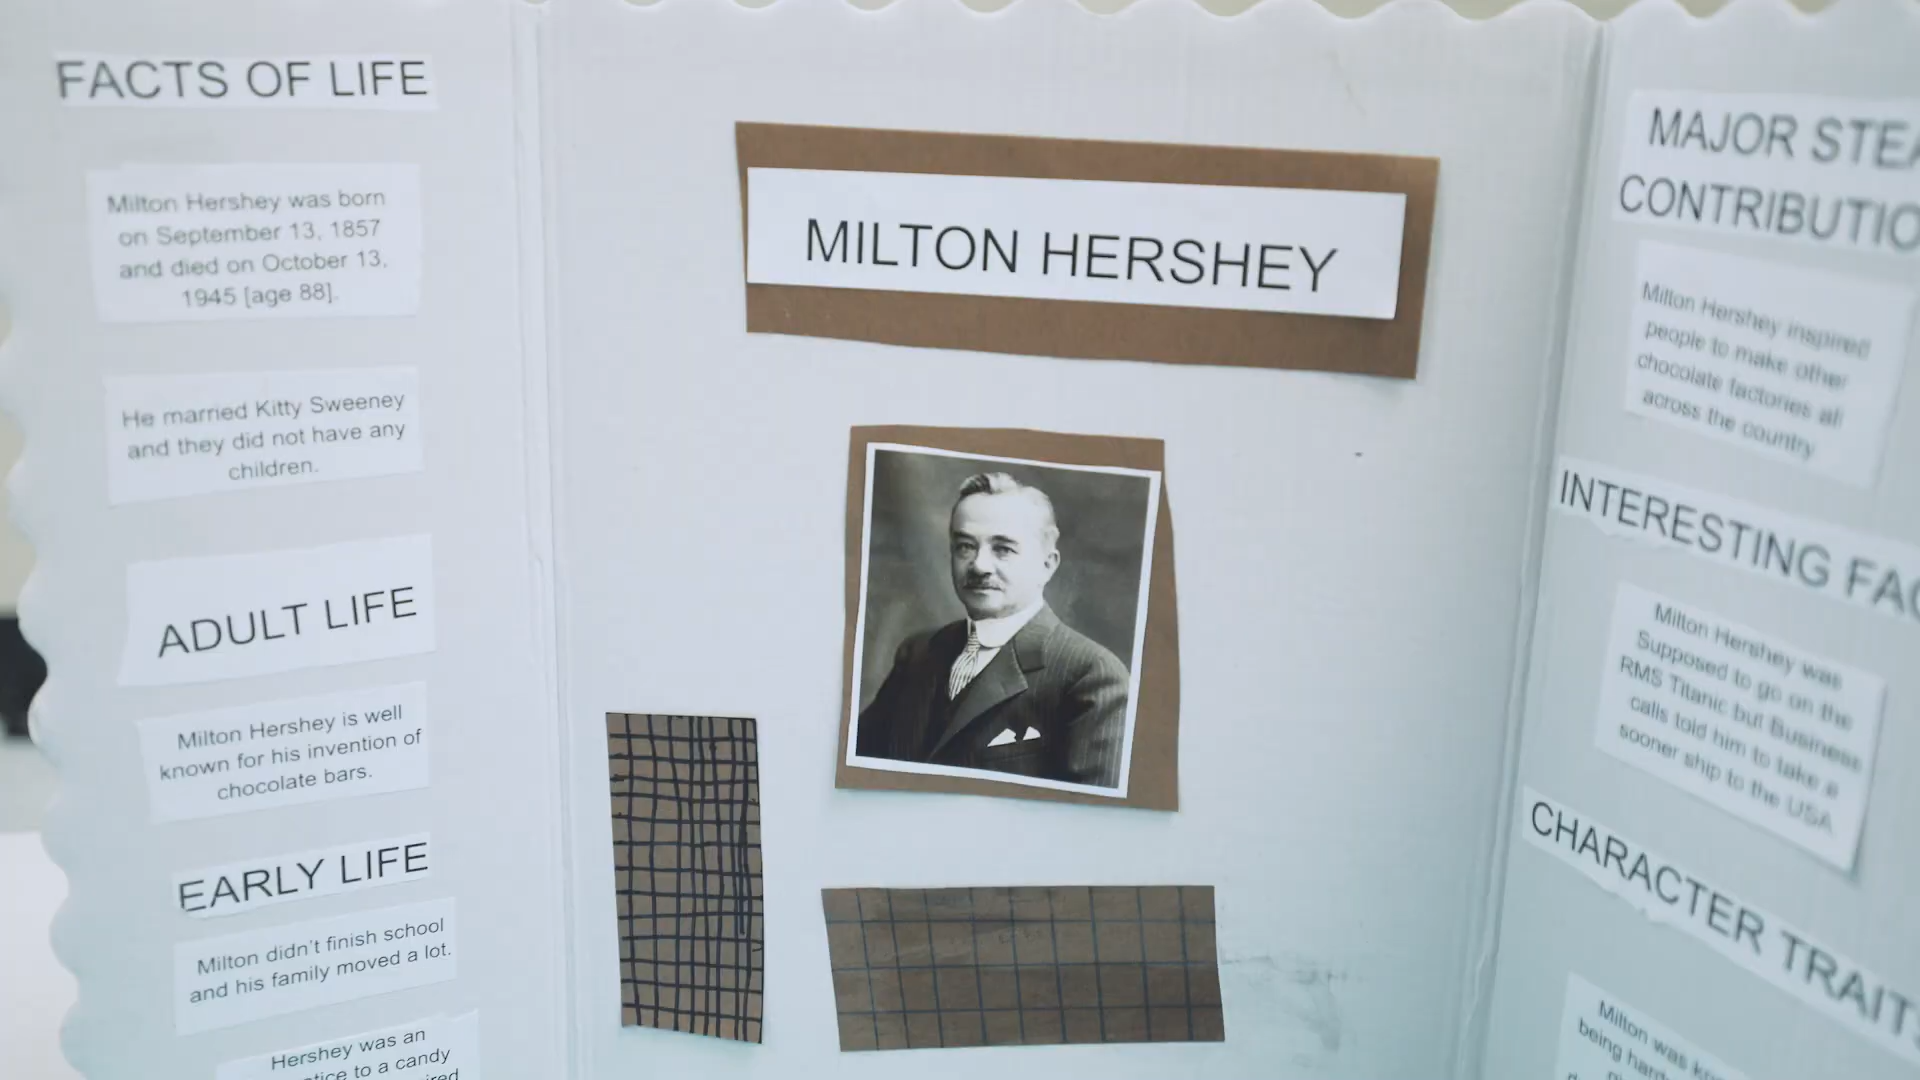 FACTS OF LIFE
Milton Hershey was born
on September 13, 1857
and died on October 13,
1945 [age 88].
He married Kitty Sweeney
and they did not have any
children.
ADULT LIFE
Milton Hershey is well
known for his invention of
chocolate bars.
EARLY LIFE
Milton didn't finish school
and his family moved a lot.
Hershey was an
to a candy
MILTON HERSHEY
MAJOR
Milton Hershey inspired
people to make other
chocolate factories all
across the country
INTERESTING
Milton Hershey was
Supposed to go on the
RMS Titanic but Business
calls told him to take a
sooner ship to the USA
CHARACTER
Milton was
being